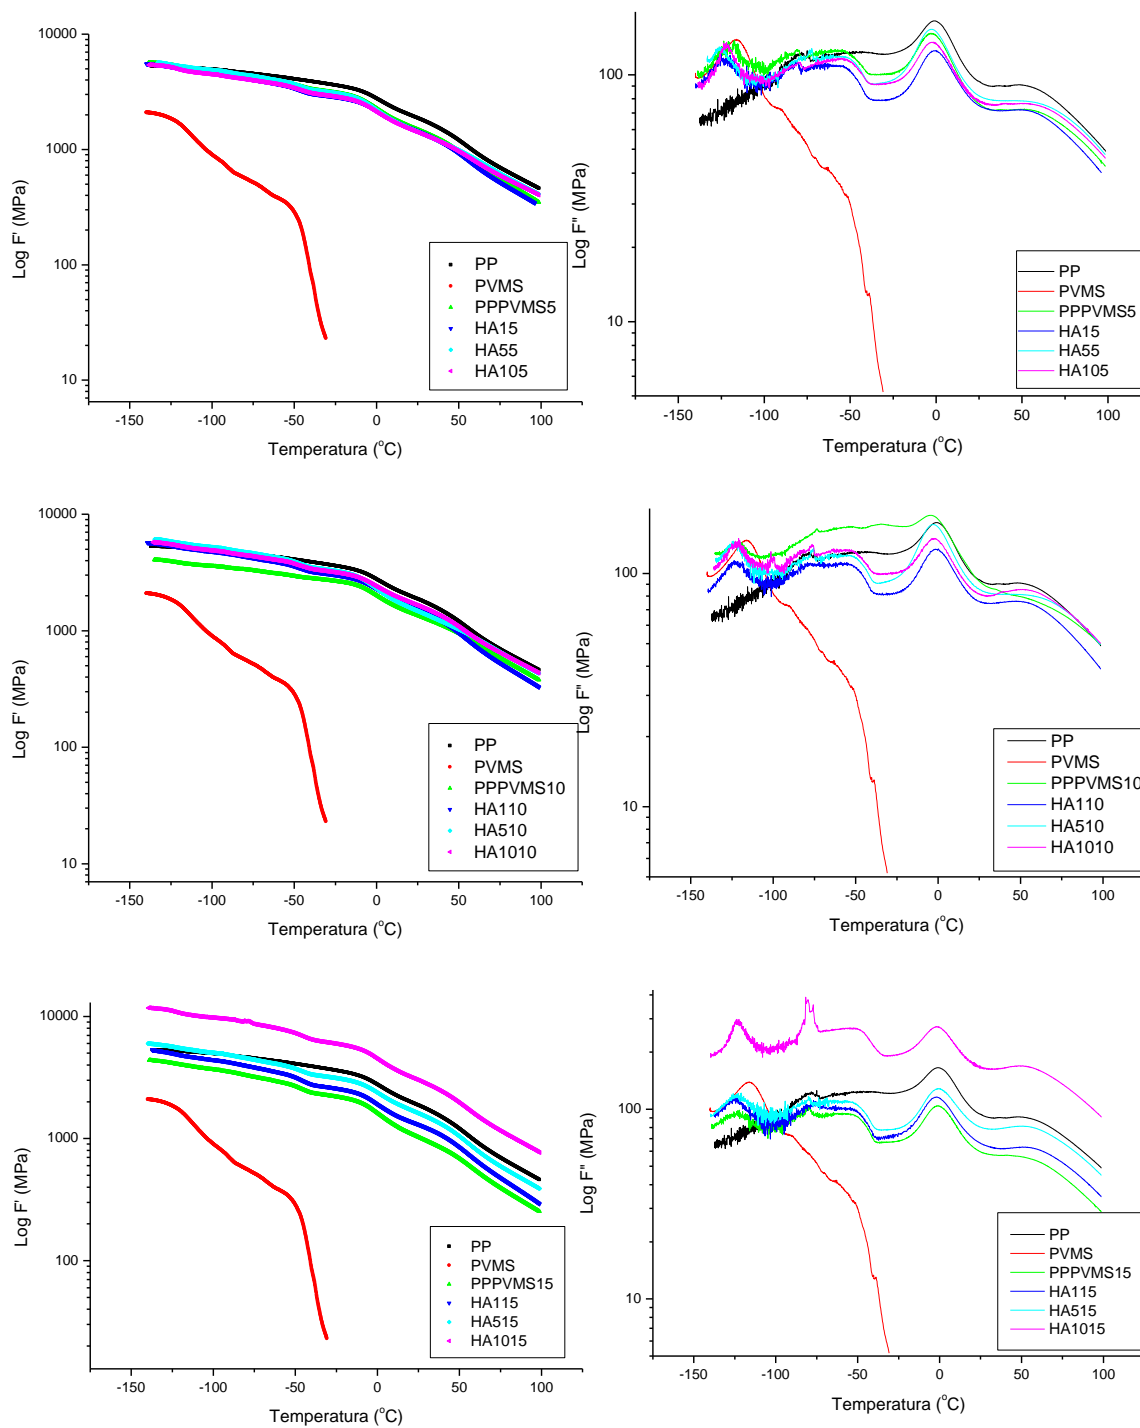 10000
1000
100
10
Log F' (MPa)
-150 -100 -50 0 50 100
Temperatura (°C)
PP
PVMS
PPPVMS5
HA15
HA55
HA105
100
10
Log F'' (MPa)
-150 -100 -50 0 50 100
Temperatura (°C)
PP
PVMS
PPPVMS5
HA15
HA55
HA105
10000
1000
100
10
Log F' (MPa)
-150 -100 -50 0 50 100
Temperatura (°C)
PP
PVMS
PPPVMS10
HA110
HA510
HA1010
100
10
Log F'' (MPa)
-150 -100 -50 0 50 100
Temperatura (°C)
PP
PVMS
PPPVMS10
HA110
HA510
HA1010
10000
1000
100
Log F' (MPa)
-150 -100 -50 0 50 100
Temperatura (°C)
PP
PVMS
PPPVMS15
HA115
HA515
HA1015
100
10
Log F'' (MPa)
-150 -100 -50 0 50 100
Temperatura (°C)
PP
PVMS
PPPVMS15
HA115
HA515
HA1015